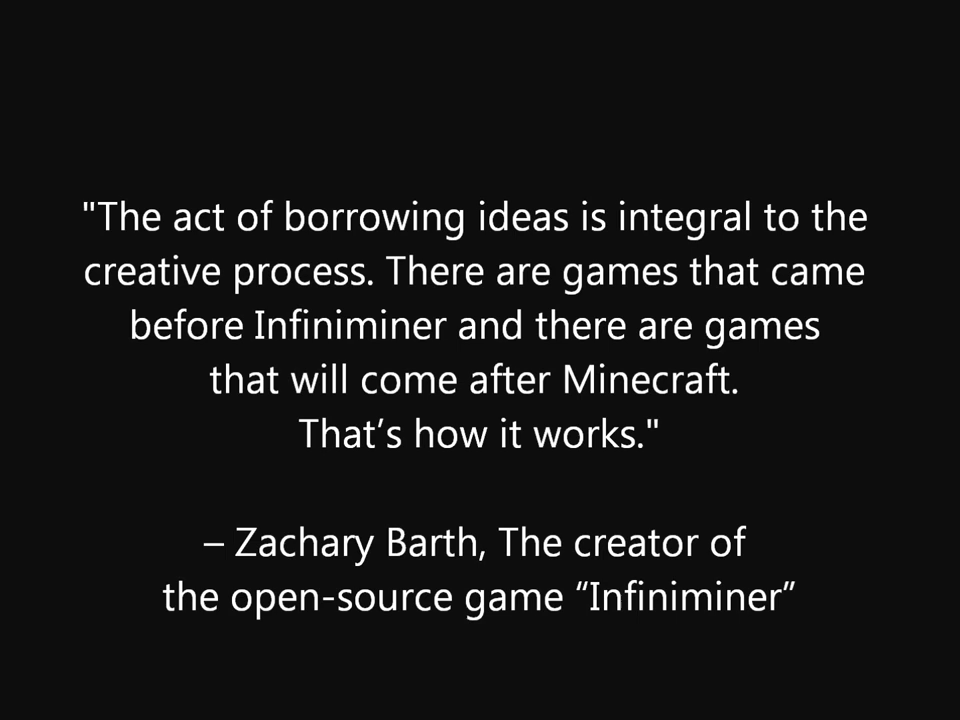 "The act of borrowing ideas is integral to the
creative process. There are games that came
before Infiniminer and there are games
that will come after Minecraft.
That’s how it works."
– Zachary Barth, The creator of
the open-source game “Infiniminer”